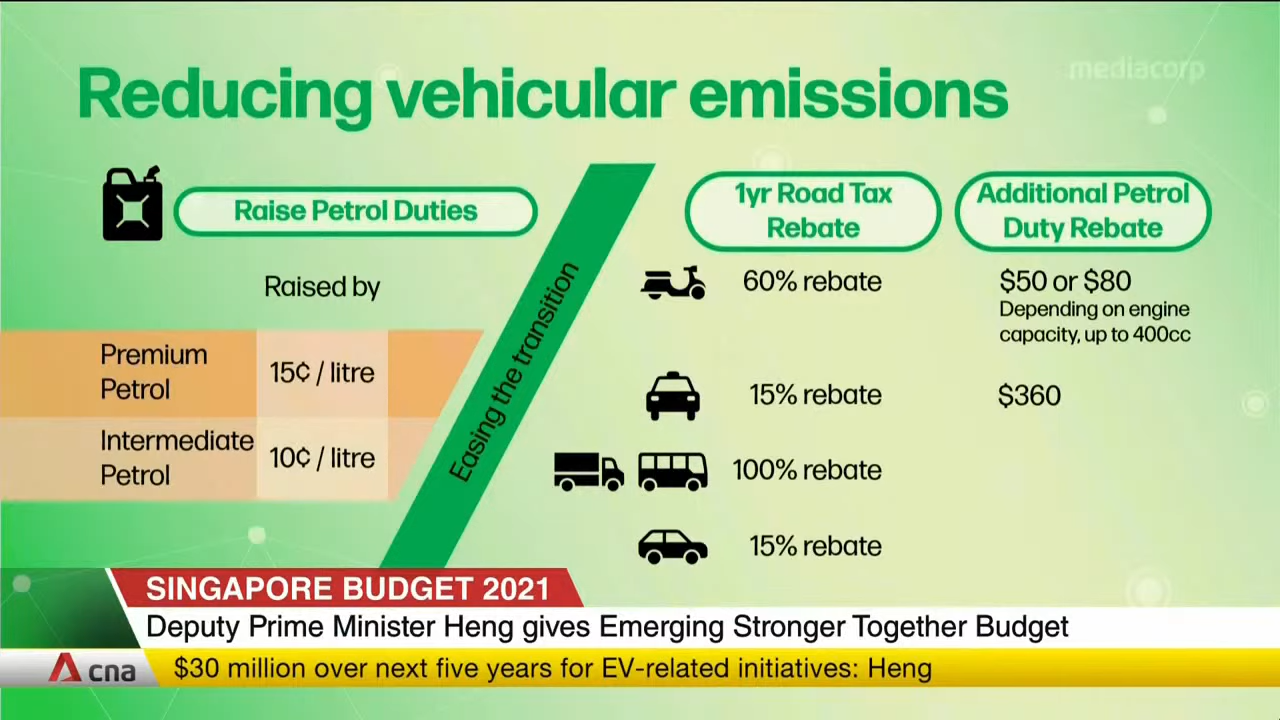 mediacorp
Reducing vehicular emissions
Raise Petrol Duties
Raised by
Premium
Petrol
15¢ / litre
Intermediate
Petrol
10¢ / litre
Easing the transition
1yr Road Tax
Rebate
Additional Petrol
Duty Rebate
60% rebate
$50 or $80
Depending on engine
capacity, up to 400cc
15% rebate
$360
100% rebate
15% rebate
SINGAPORE BUDGET 2021
Deputy Prime Minister Heng gives Emerging Stronger Together Budget
cna
$30 million over next five years for EV-related initiatives: Heng